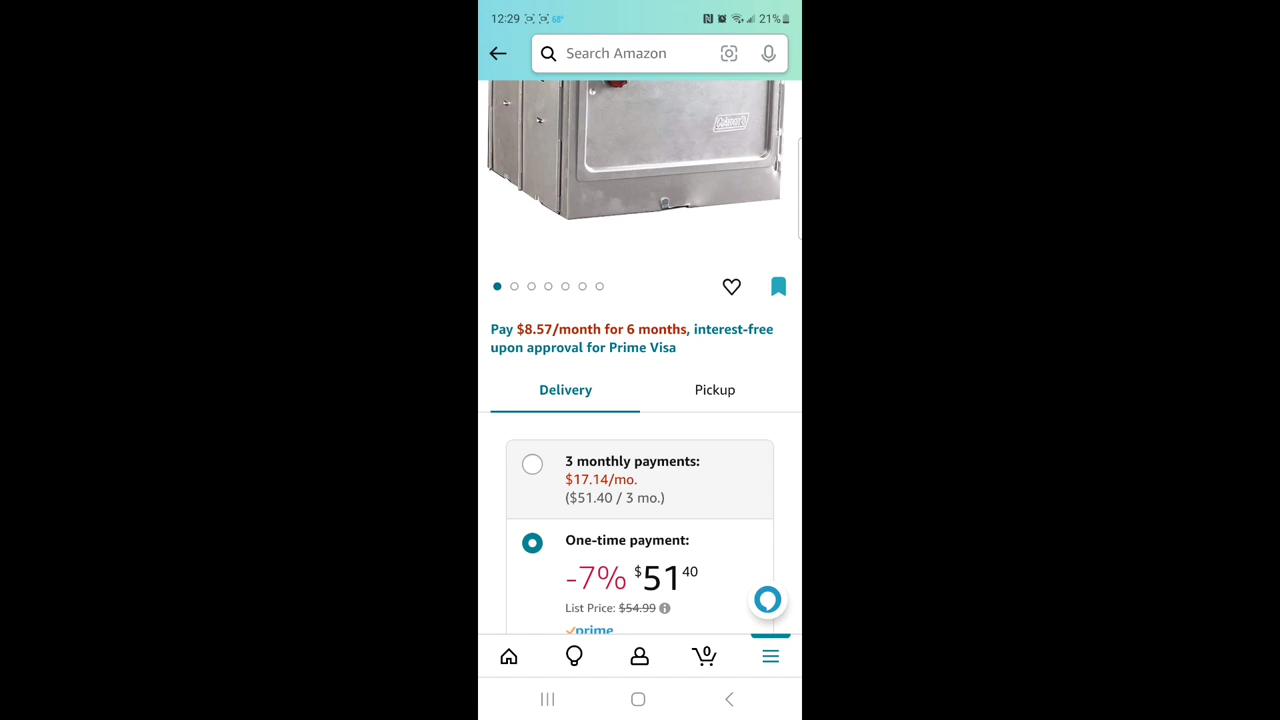 12:29 68° 21%
Search Amazon
Coleman
Pay $8.57/month for 6 months, interest-free
upon approval for Prime Visa
Delivery Pickup
3 monthly payments:
$17.14/mo.
($51.40 / 3 mo.)
One-time payment:
-7% $51 40
List Price: $54.99
prime
0